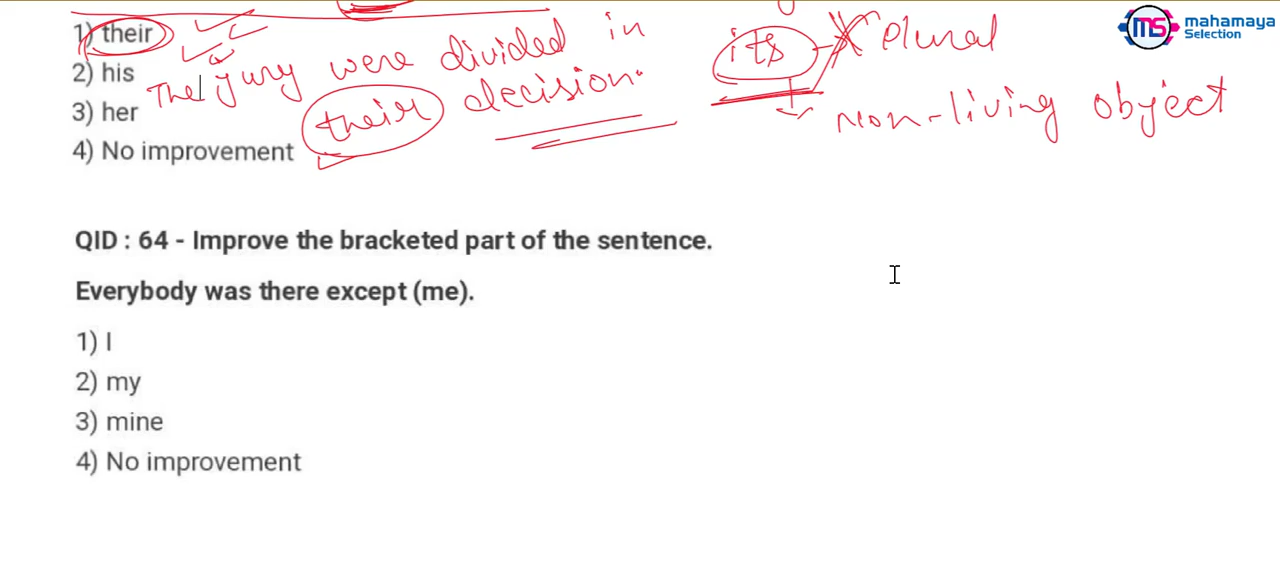 1) their
The jury were divided in
their decision.
its plural
non-living object
mahamaya
Selection
MS
2) his
3) her
4) No improvement
QID : 64 - Improve the bracketed part of the sentence.
Everybody was there except (me).
1) I
2) my
3) mine
4) No improvement